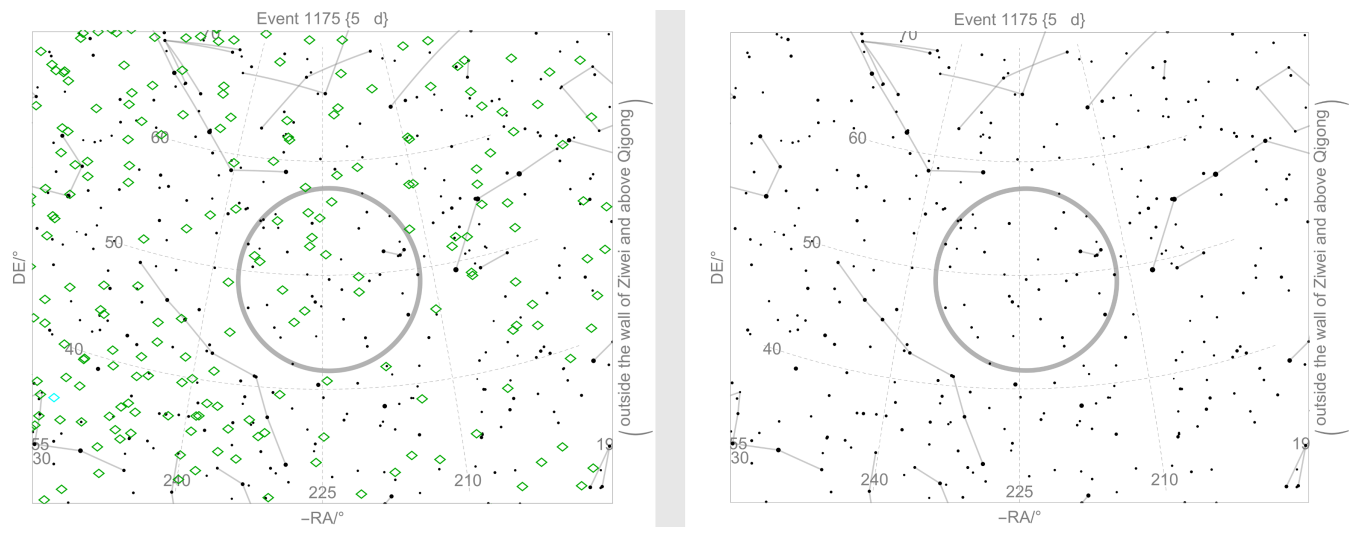 Event 1175 {5 d}
70
60
50
40
55
30
240
225
210
19
DE/°
–RA/°
(outside the wall of Ziwei and above Qigong)
Event 1175 {5 d}
70
60
50
40
55
30
240
225
210
19
DE/°
–RA/°
(outside the wall of Ziwei and above Qigong)